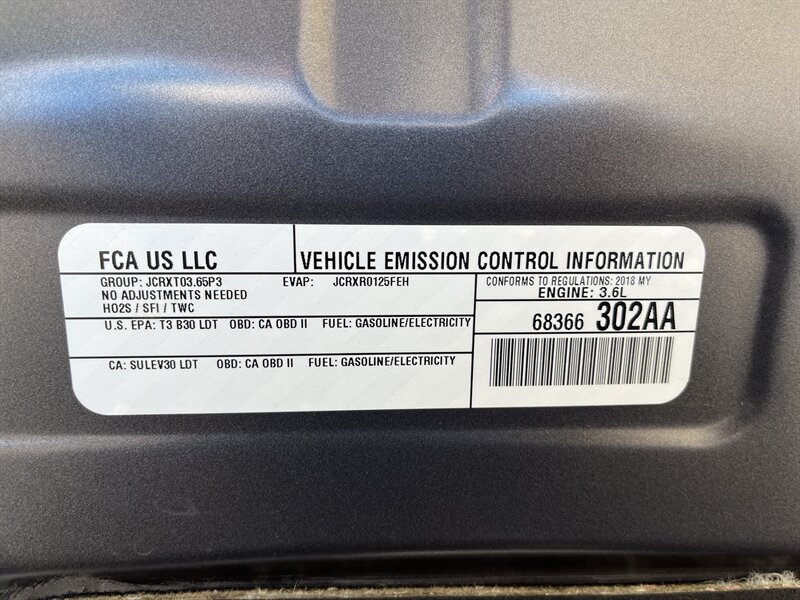 FCA US LLC
VEHICLE EMISSION CONTROL INFORMATION
GROUP: JCRXT03.65P3 EVAP: JCRXR0125FEH
NO ADJUSTMENTS NEEDED
HO2S / SFI / TWC
CONFORMS TO REGULATIONS: 2018 MY
ENGINE: 3.6L
U.S. EPA: T3 B30 LDT OBD: CA OBD II FUEL: GASOLINE/ELECTRICITY
68366 302AA
CA: SULEV30 LDT OBD: CA OBD II FUEL: GASOLINE/ELECTRICITY